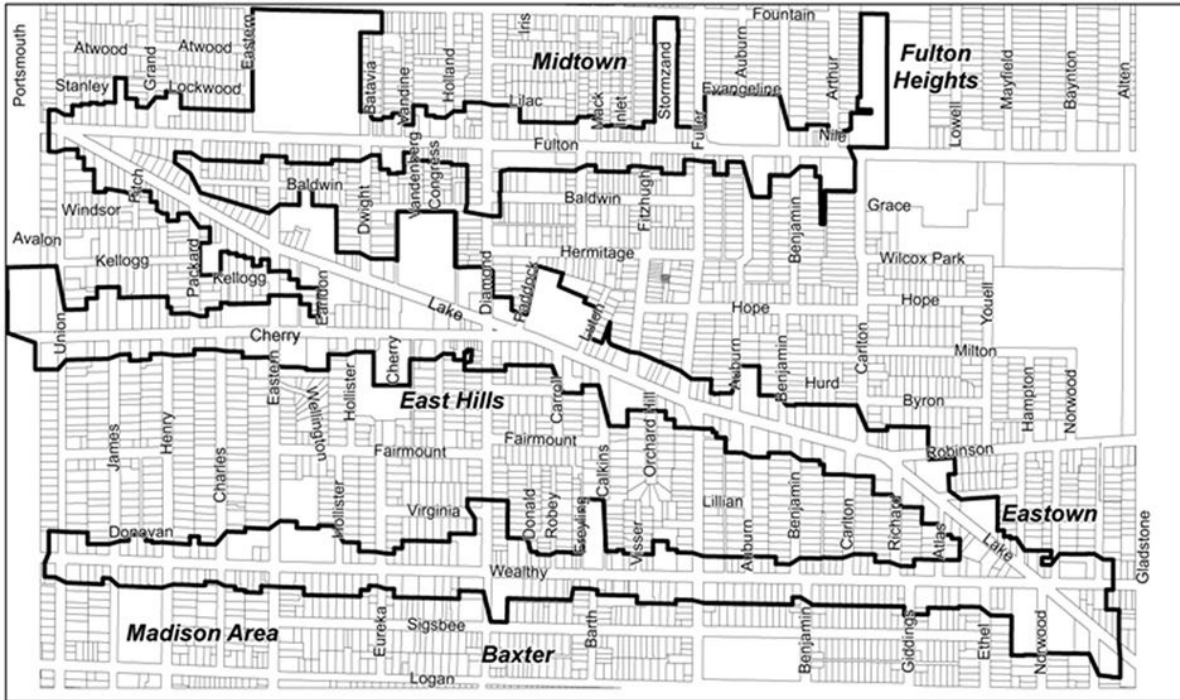 Portsmouth
Atwood
Grand
Atwood
Eastern
Stanley
Lockwood
Batavia
Vandine
Holland
Iris
Midtown
Lilac
Mack
Inlet
Stormzand
Fuller
Auburn
Fountain
Evangeline
Arthur
Nile
Fulton
Heights
Lowell
Mayfield
Baynton
Alten
Fulton
Fitch
Windsor
Baldwin
Dwight
Vandenberg
Congress
Baldwin
Fitzhugh
Benjamin
Grace
Avalon
Kellogg
Packard
Kellogg
Earldon
Hermitage
Wilcox Park
Diamond
Paddock
Lake
Luten
Hope
Hope
Youell
Union
Cherry
Eastern
Wellington
Hollister
Cherry
East Hills
Carroll
Auburn
Benjamin
Carlton
Milton
Hurd
Byron
Hampton
Norwood
James
Henry
Charles
Fairmount
Fairmount
Calkins
Orchard Hill
Robinson
Hollister
Virginia
Donald
Robey
Greyling
Visser
Lillian
Auburn
Benjamin
Carlton
Richard
Atlas
Eastown
Lake
Gladstone
Donovan
Wealthy
Madison Area
Eureka
Sigsbee
Baxter
Barth
Benjamin
Giddings
Ethel
Norwood
Logan